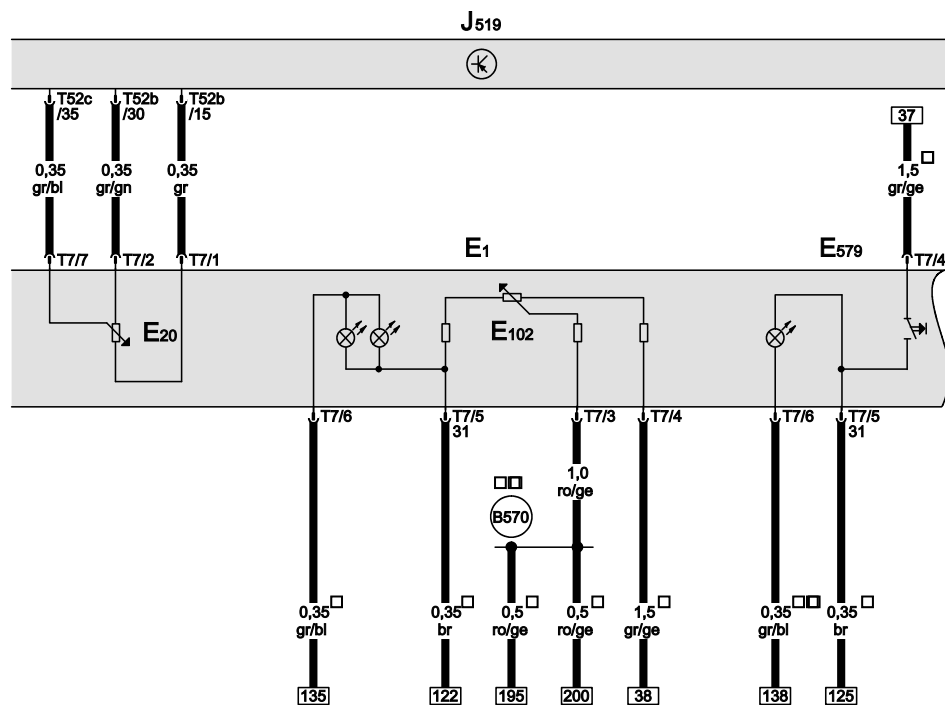 J519
T52c
/35
T52b
/30
T52b
/15
37
0,35
gr/bl
0,35
gr/gn
0,35
gr
1,5
gr/ge
T7/7
T7/2
T7/1
E1
E579
T7/4
E20
E102
T7/6
T7/5
31
T7/3
T7/4
T7/6
T7/5
31
1,0
ro/ge
B570
0,35
gr/bl
0,35
br
0,5
ro/ge
0,5
ro/ge
1,5
gr/ge
0,35
gr/bl
0,35
br
135
122
195
200
38
138
125